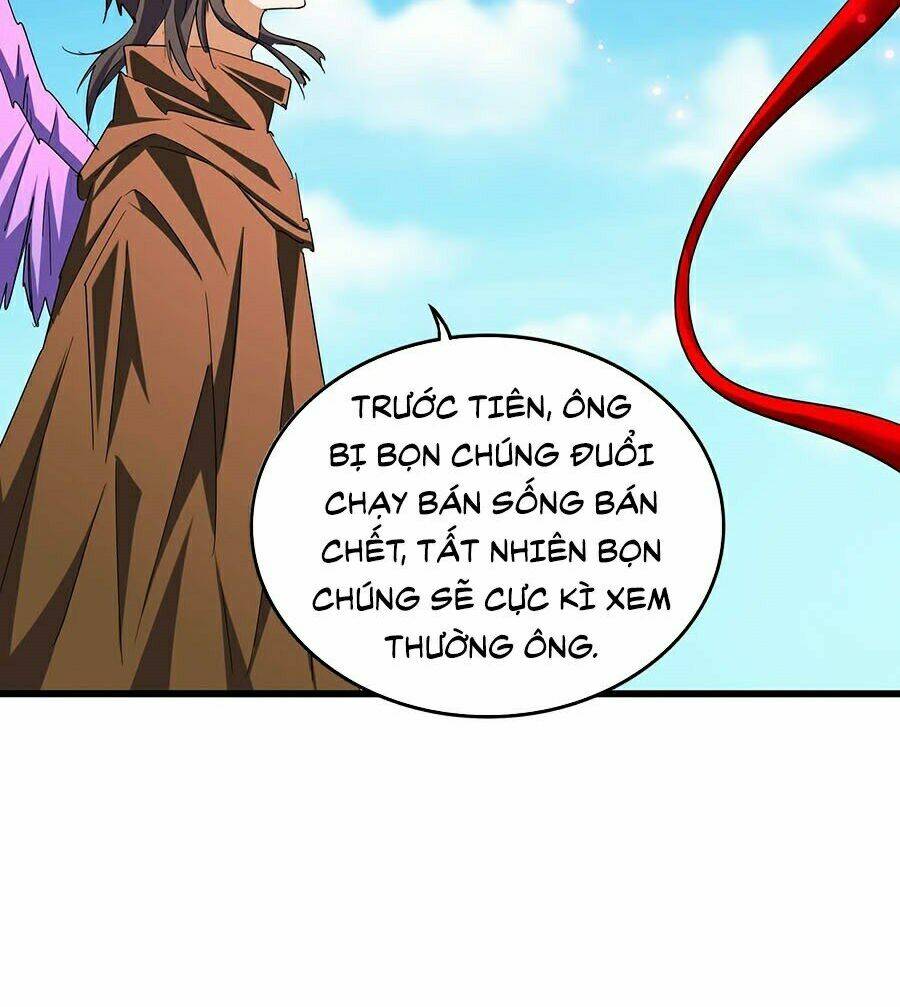 TRƯỚC TIÊN, ÔNG
BỊ BỌN CHÚNG ĐUỔI
CHẠY BÁN SỐNG BÁN
CHẾT, TẤT NHIÊN BỌN
CHÚNG SẼ CỰC KÌ XEM
THƯỜNG ÔNG.